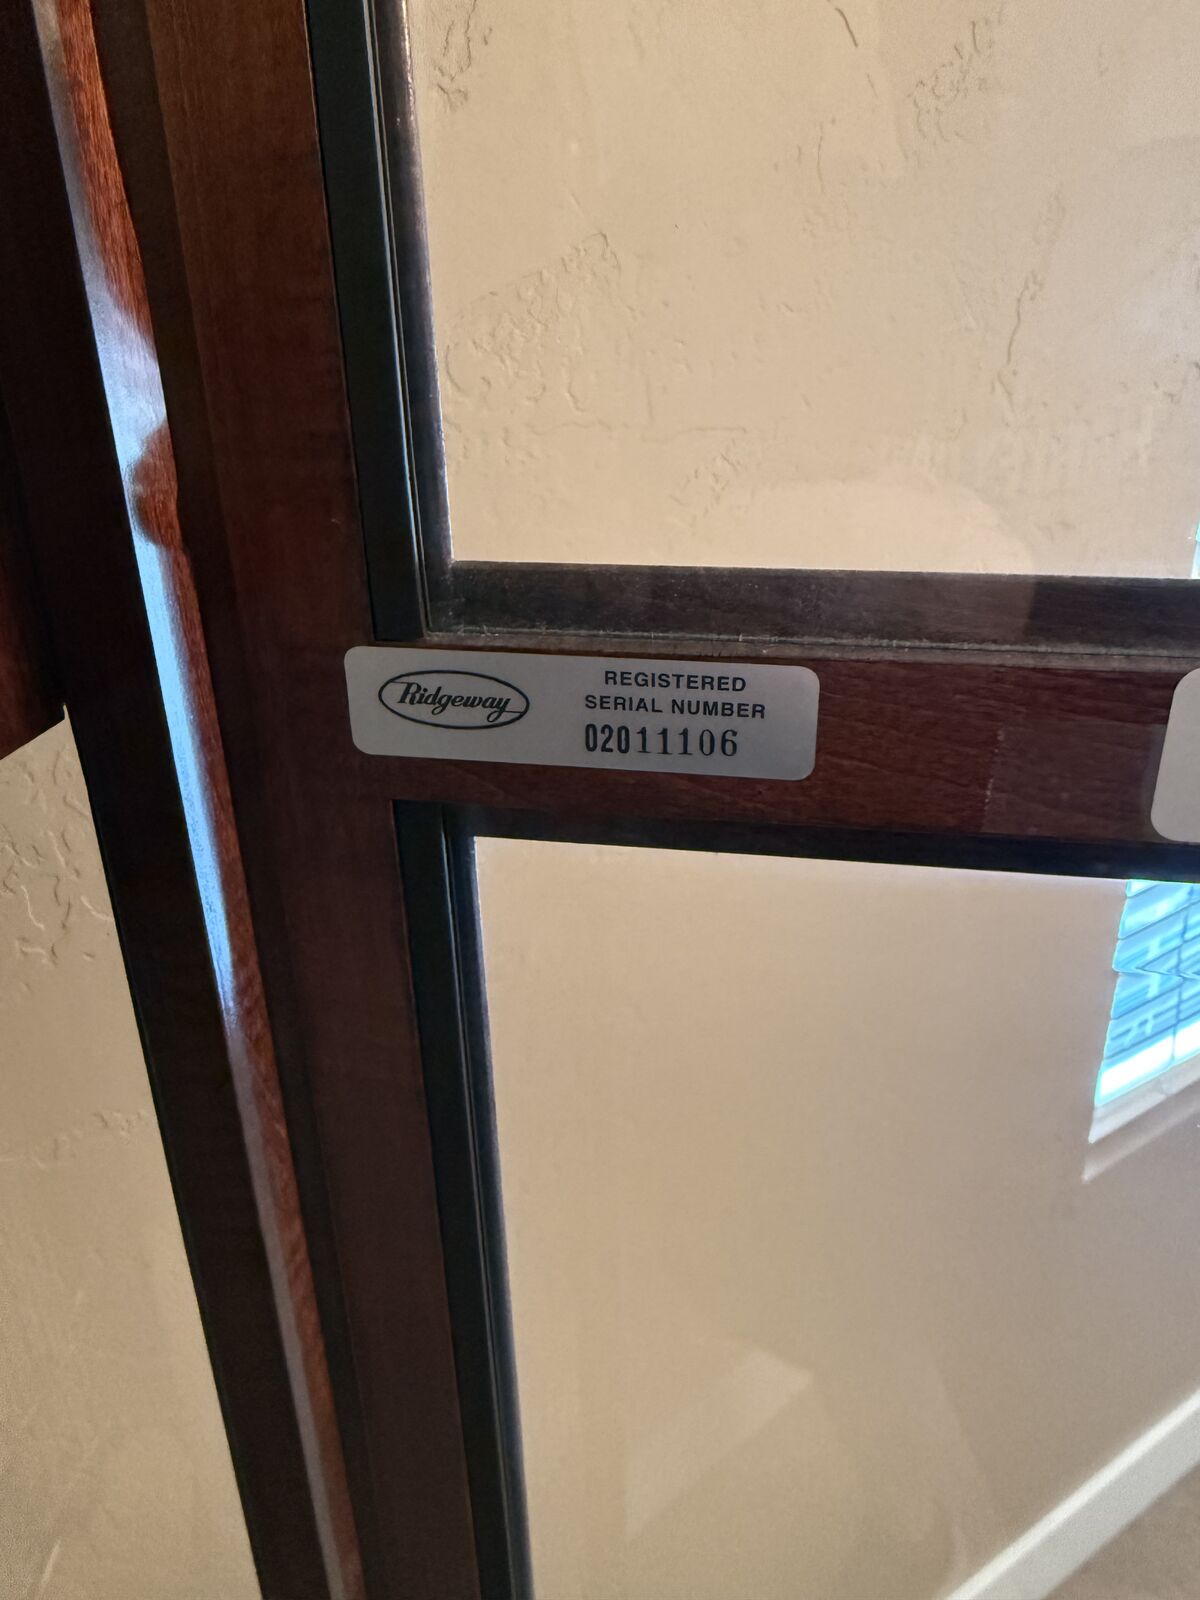 Ridgeway
REGISTERED
SERIAL NUMBER
02011106